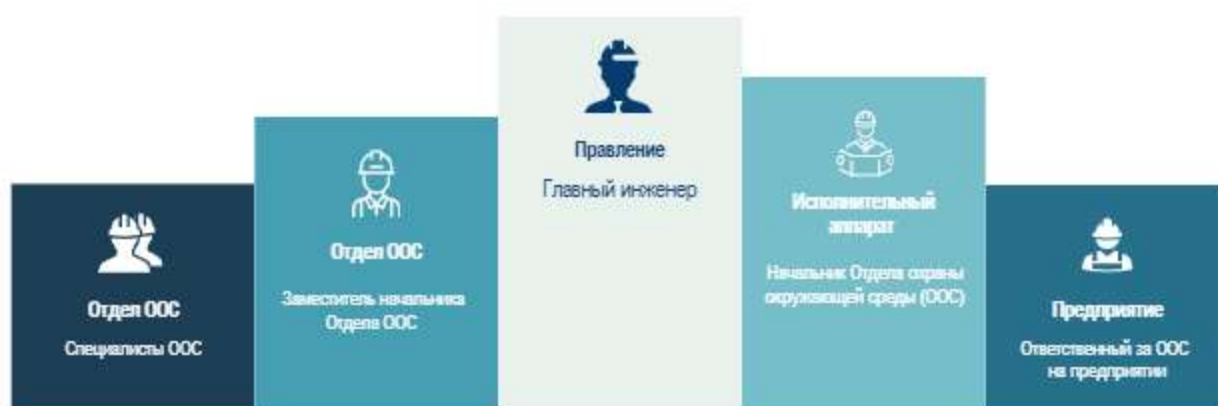 Отдел ООС
Специалисты ООС
Отдел ООС
Заместитель начальника
Отдела ООС
Правление
Главный инженер
Исполнительный
аппарат
Начальник Отдела охраны
окружающей среды (ООС)
Предприятие
Ответственный за ООС
на предприятии